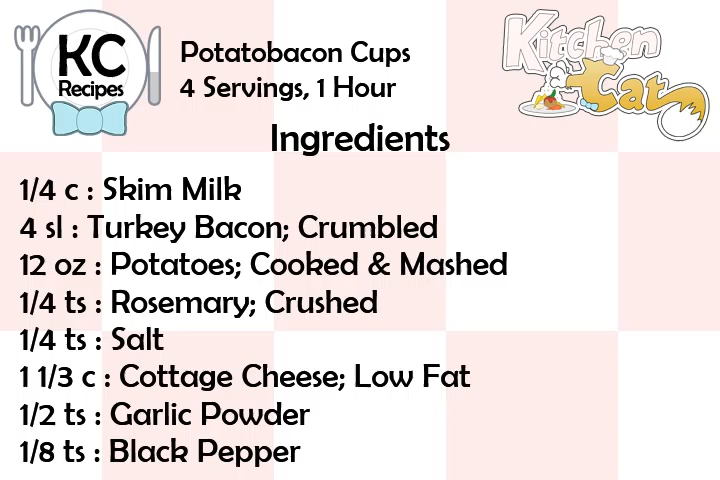 KC
Recipes
Potatobacon Cups
4 Servings, 1 Hour
Kitchen
Cat
Ingredients
1/4 c : Skim Milk
4 sl : Turkey Bacon; Crumbled
12 oz : Potatoes; Cooked & Mashed
1/4 ts : Rosemary; Crushed
1/4 ts : Salt
1 1/3 c : Cottage Cheese; Low Fat
1/2 ts : Garlic Powder
1/8 ts : Black Pepper